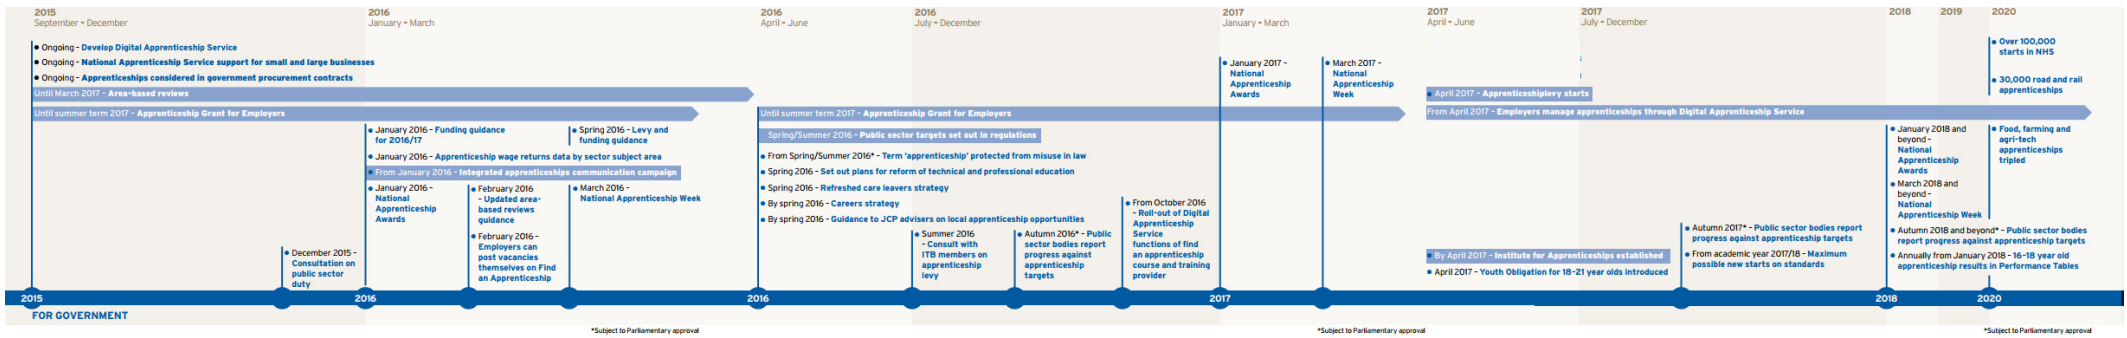 2015
September - December
2016
January - March
2016
April - June
2016
July - December
2017
January - March
2017
April - June
2017
July - December
2018
2019
2020
• Ongoing - Develop Digital Apprenticeship Service
• Ongoing - National Apprenticeship Service support for small and large businesses
• Ongoing - Apprenticeships considered in government procurement contracts
Until March 2017 - Area-based reviews
Until summer term 2017 - Apprenticeship Grant for Employers
• December 2015 -
Consultation on
public sector
duty
• January 2016 - Funding guidance
for 2016/17
• Spring 2016 - Levy and
funding guidance
• January 2016 - Apprenticeship wage returns data by sector subject area
• From January 2016 - Integrated apprenticeships communication campaign
• January 2016 -
National
Apprenticeship
Awards
• February 2016
- Updated area-
based reviews
guidance
• February 2016 -
Employers can
post vacancies
themselves on Find
an Apprenticeship
• March 2016 -
National Apprenticeship Week
Until summer term 2017 - Apprenticeship Grant for Employers
Spring/Summer 2016 - Public sector targets set out in regulations
• From Spring/Summer 2016* - Term 'apprenticeship' protected from misuse in law
• Spring 2016 - Set out plans for reform of technical and professional education
• Spring 2016 - Refreshed care leavers strategy
• By spring 2016 - Careers strategy
• By spring 2016 - Guidance to JCP advisers on local apprenticeship opportunities
• Summer 2016
- Consult with
ITB members on
apprenticeship
levy
• Autumn 2016* - Public
sector bodies report
progress against
apprenticeship
targets
• From October 2016
- Roll-out of Digital
Apprenticeship
Service
functions of find
an apprenticeship
course and training
provider
• January 2017 -
National
Apprenticeship
Awards
• March 2017 -
National
Apprenticeship
Week
• April 2017 - Apprenticeshiplevy starts
From April 2017 - Employers manage apprenticeships through Digital Apprenticeship Service
• By April 2017 - Institute for Apprenticeships established
• April 2017 - Youth Obligation for 18-21 year olds introduced
• Autumn 2017* - Public sector bodies report
progress against apprenticeship targets
• From academic year 2017/18 - Maximum
possible new starts on standards
• January 2018 and
beyond -
National
Apprenticeship
Awards
• March 2018 and
beyond -
National
Apprenticeship Week
• Autumn 2018 and beyond* - Public sector bodies
report progress against apprenticeship targets
• Annually from January 2018 - 16-18 year old
apprenticeship results in Performance Tables
• Over 100,000
starts in NHS
• 30,000 road and rail
apprenticeships
• Food, farming and
agri-tech
apprenticeships
tripled
2015
2016
2016
2017
2018
2020
FOR GOVERNMENT
*Subject to Parliamentary approval
*Subject to Parliamentary approval
*Subject to Parliamentary approval